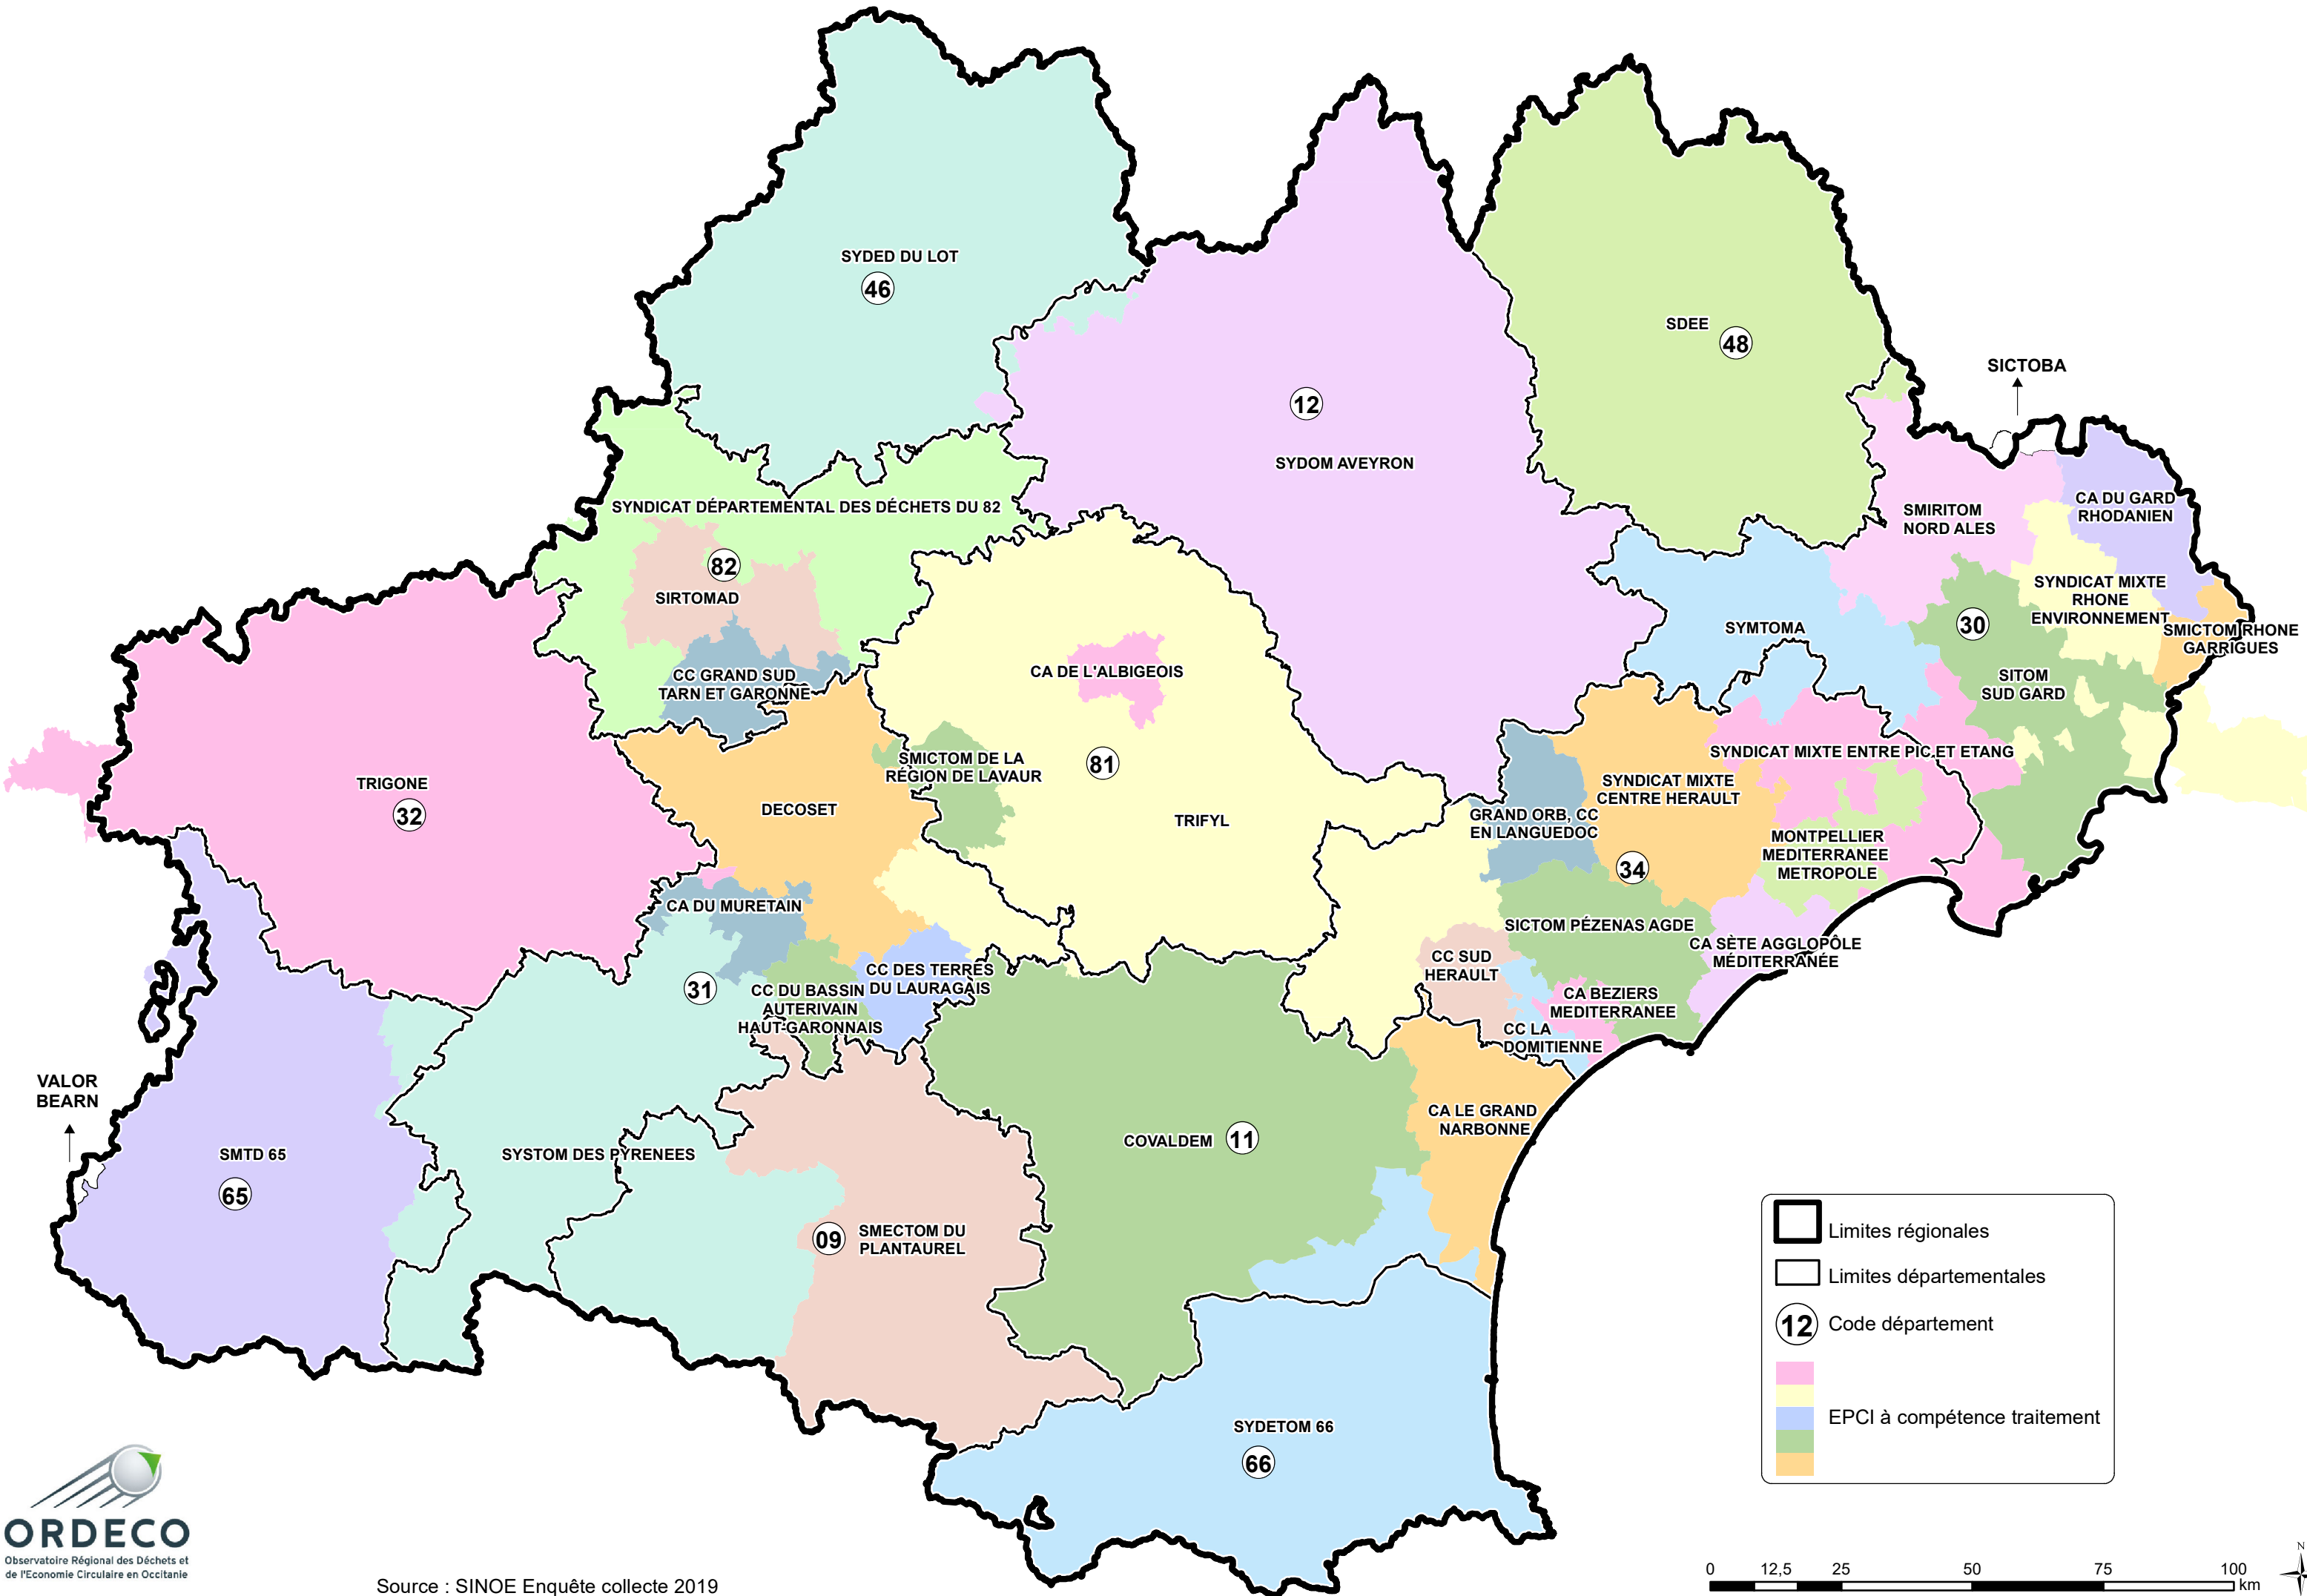 SYDED DU LOT
46
SDEE
48
SICTOBA
12
SYDOM AVEYRON
SYNDICAT DÉPARTEMENTAL DES DÉCHETS DU 82
82
SIRTOMAD
SMIRITOM
NORD ALES
CA DU GARD
RHODANIEN
SYNDICAT MIXTE
RHONE
ENVIRONNEMENT
30
SMICTOM RHONE
GARRIGUES
SYMTOMA
SITOM
SUD GARD
CC GRAND SUD
TARN ET GARONNE
CA DE L'ALBIGEOIS
81
SMICTOM DE LA
RÉGION DE LAVAUR
TRIGONE
32
DECOSET
TRIFYL
SYNDICAT MIXTE ENTRE PIC ET ETANG
SYNDICAT MIXTE
CENTRE HERAULT
GRAND ORB, CC
EN LANGUEDOC
34
MONTPELLIER
MEDITERRANEE
METROPOLE
CA DU MURETAIN
SICTOM PÉZENAS AGDE
CA SÈTE AGGLOPÔLE
MÉDITERRANÉE
CC SUD
HERAULT
31
CC DES TERRES
DU LAURAGAIS
CC DU BASSIN
AUTERIVAIN
HAUT-GARONNAIS
CA BEZIERS
MEDITERRANEE
CC LA
DOMITIENNE
VALOR
BEARN
CA LE GRAND
NARBONNE
COVALDEM
11
SMTD 65
65
SYSTOM DES PYRENEES
09
SMECTOM DU
PLANTAUREL
SYDETOM 66
66
Limites régionales
Limites départementales
12
Code département
EPCI à compétence traitement
ORDECO
Observatoire Régional des Déchets et
de l'Economie Circulaire en Occitanie
Source : SINOE Enquête collecte 2019
0 12,5 25 50 75 100
km
N